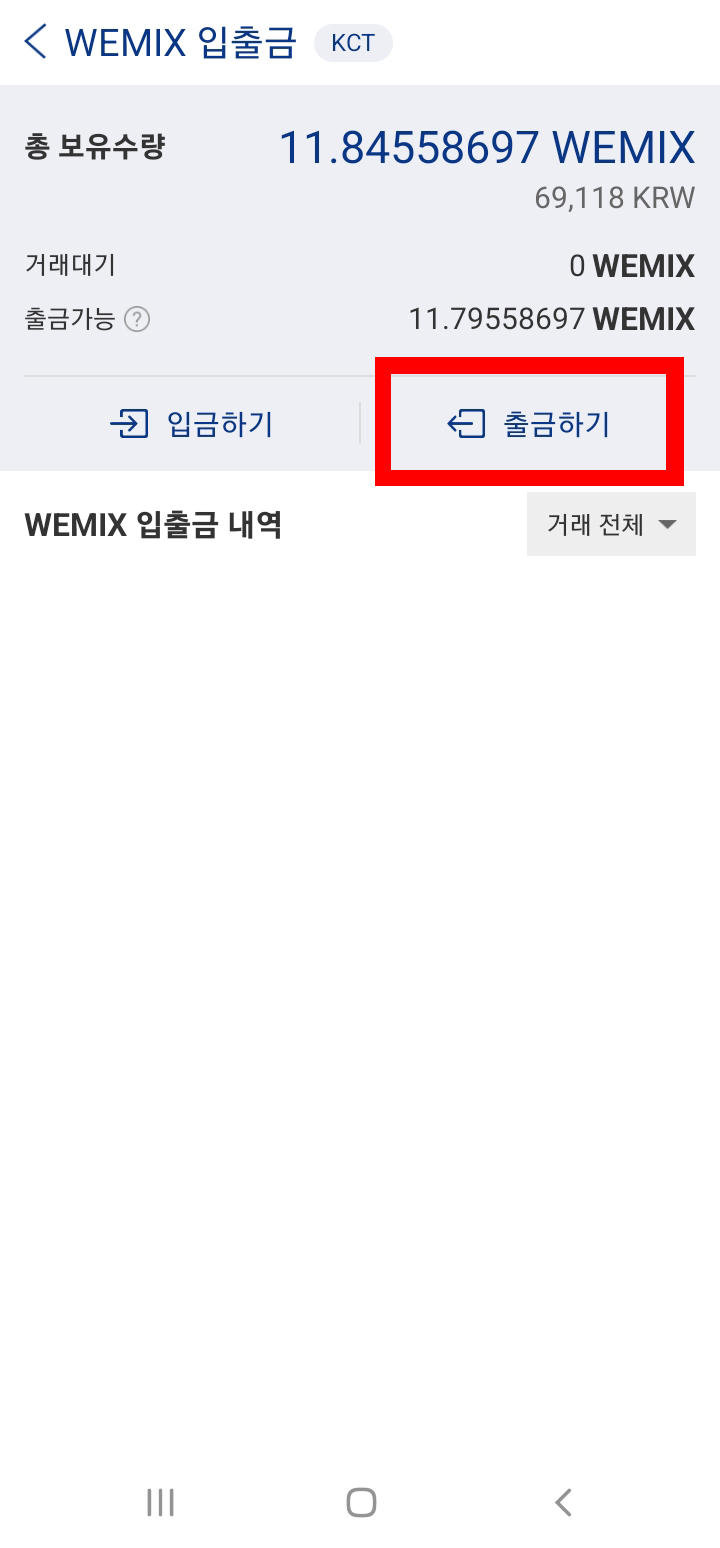 WEMIX 입출금 KCT
총 보유수량 11.84558697 WEMIX
69,118 KRW
거래대기 0 WEMIX
출금가능 ? 11.79558697 WEMIX
입금하기 출금하기
WEMIX 입출금 내역 거래 전체